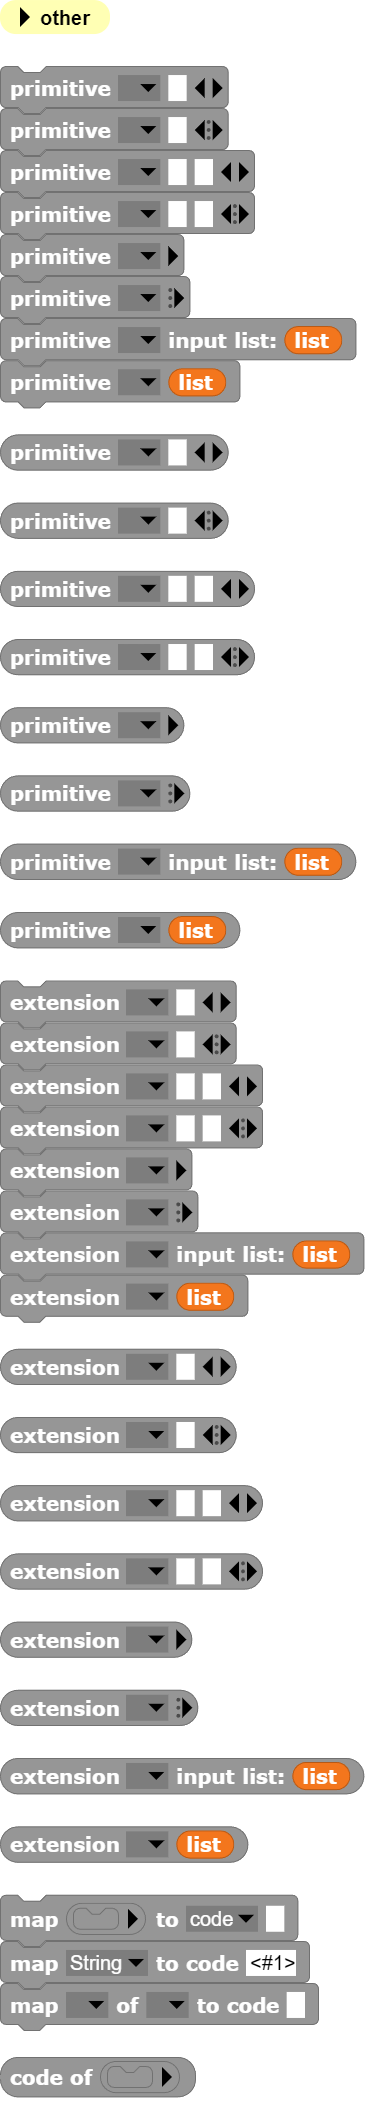 other
primitive
primitive
primitive
primitive
primitive
primitive
primitive input list: list
primitive list
primitive
primitive
primitive
primitive
primitive
primitive
primitive input list: list
primitive list
extension
extension
extension
extension
extension
extension
extension input list: list
extension list
extension
extension
extension
extension
extension
extension
extension input list: list
extension list
map to code
map String to code <#1>
map of to code
code of